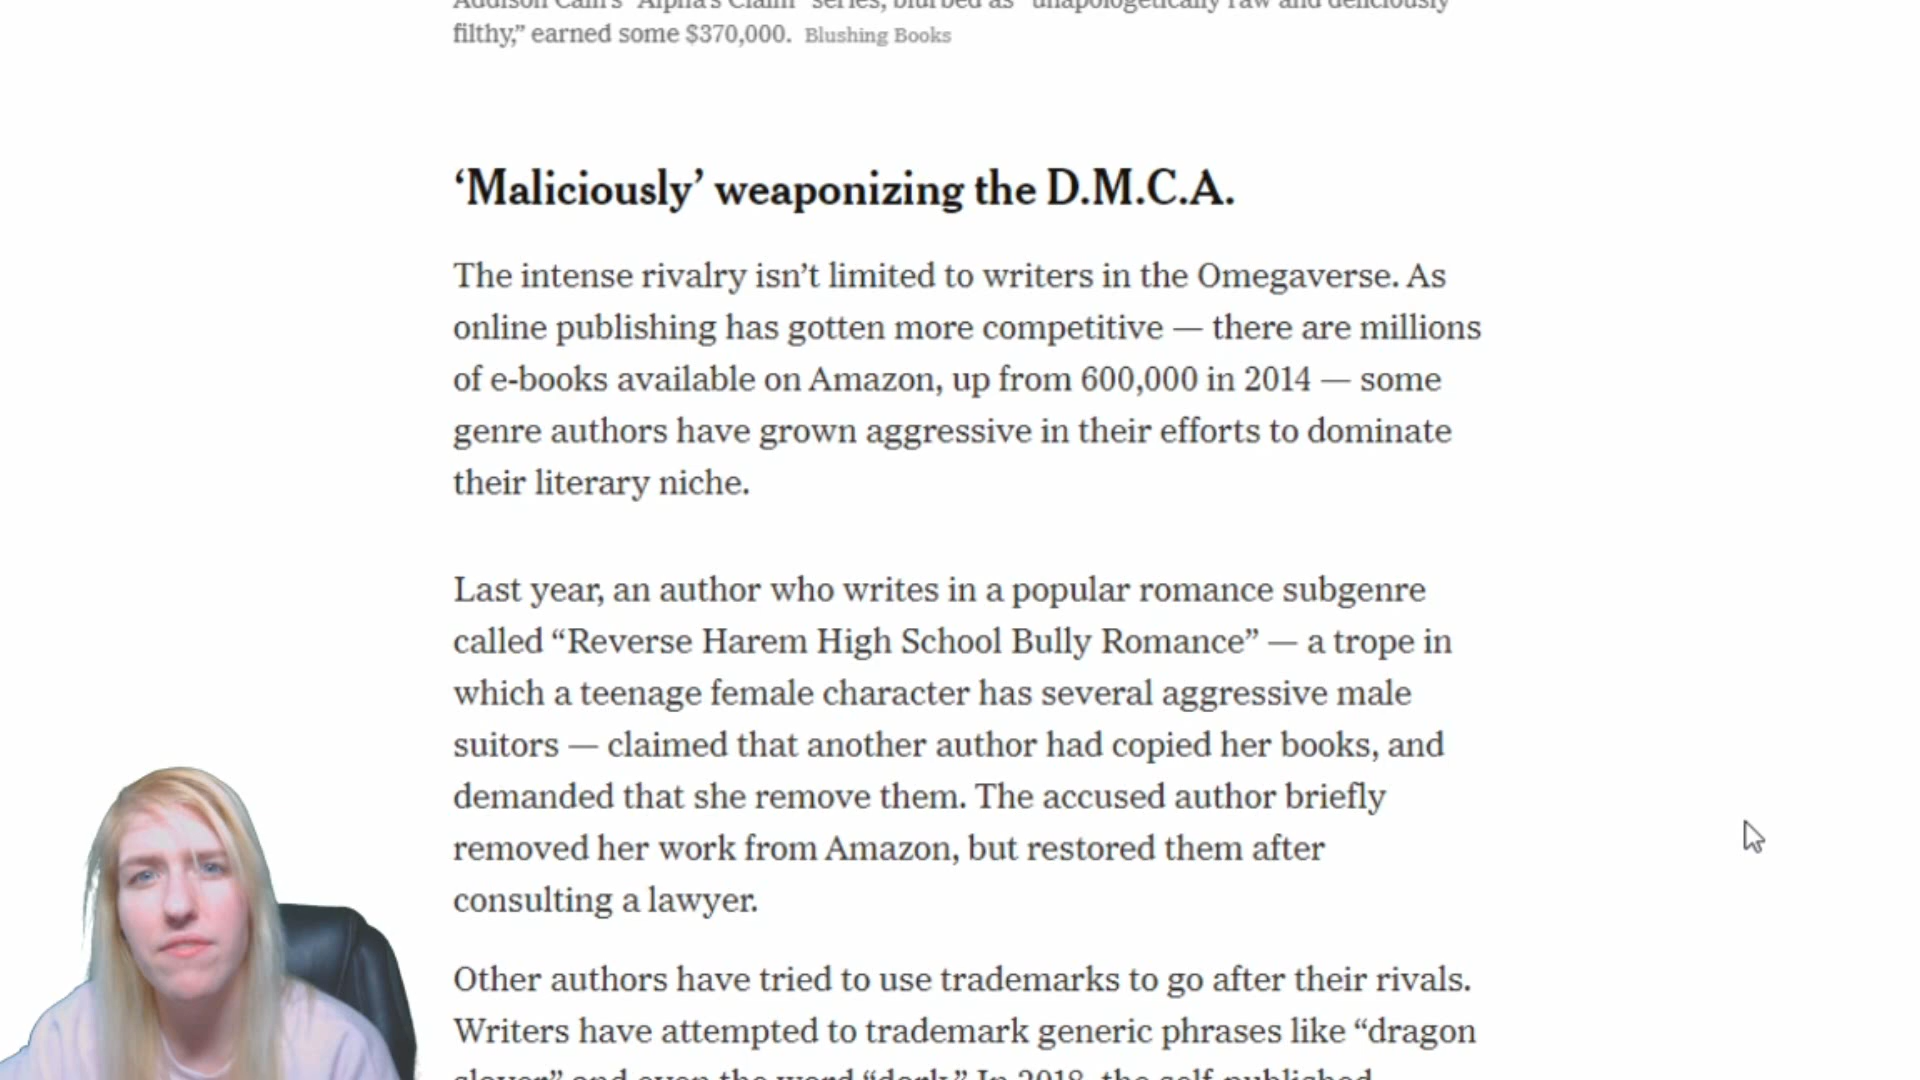 Addison Cain's "Alpha's Claim" series, blurbed as "unapologetically raw and deliciously
filthy,” earned some $370,000. Blushing Books
‘Maliciously’ weaponizing the D.M.C.A.
The intense rivalry isn’t limited to writers in the Omegaverse. As
online publishing has gotten more competitive — there are millions
of e-books available on Amazon, up from 600,000 in 2014 — some
genre authors have grown aggressive in their efforts to dominate
their literary niche.
Last year, an author who writes in a popular romance subgenre
called “Reverse Harem High School Bully Romance” — a trope in
which a teenage female character has several aggressive male
suitors — claimed that another author had copied her books, and
demanded that she remove them. The accused author briefly
removed her work from Amazon, but restored them after
consulting a lawyer.
Other authors have tried to use trademarks to go after their rivals.
Writers have attempted to trademark generic phrases like “dragon
slayer” and even the word “dark.” In 2018, the self-published